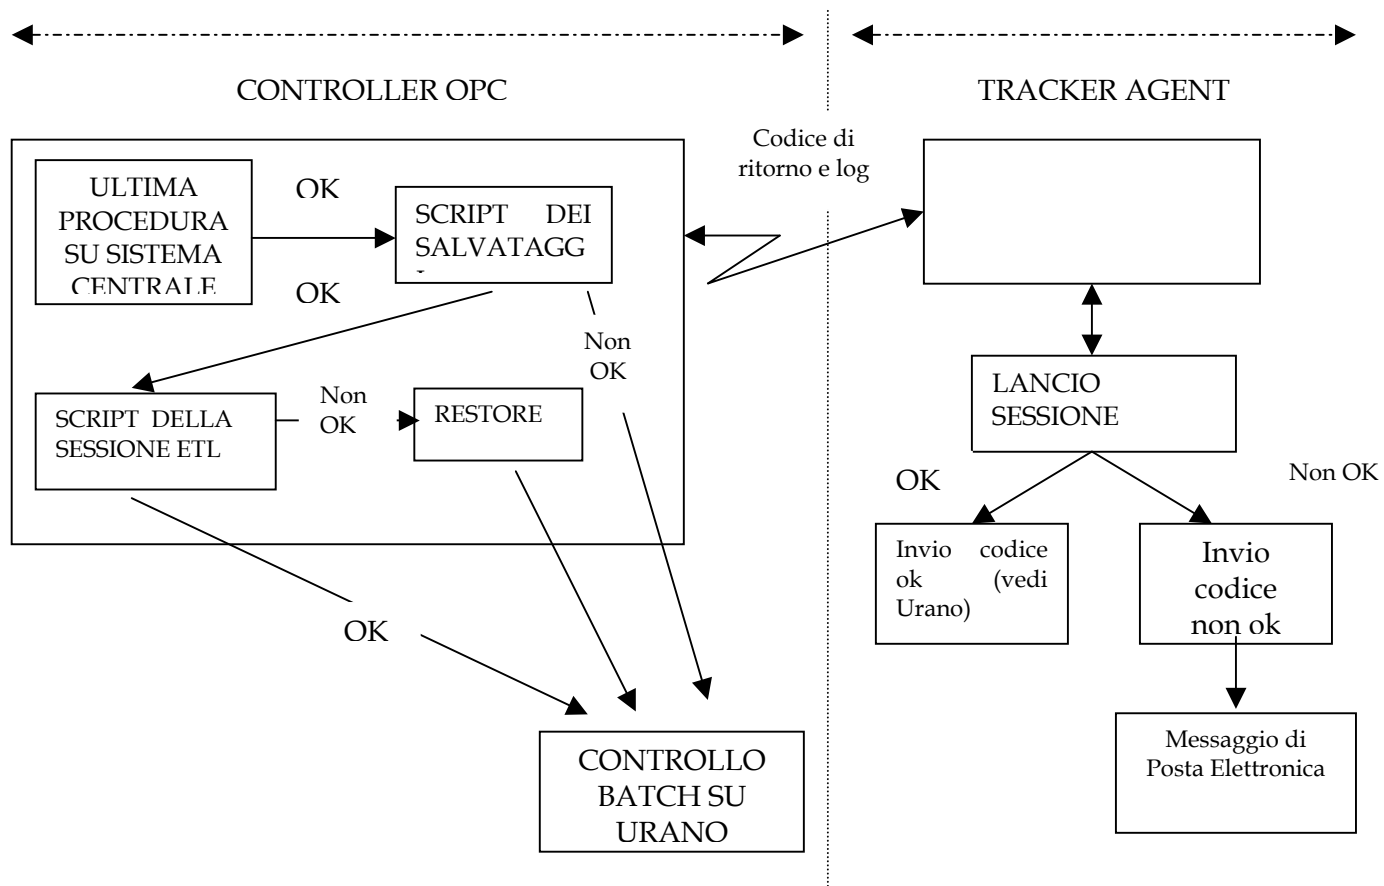 CONTROLLER OPC
TRACKER AGENT
Codice di
ritorno e log
ULTIMA
PROCEDURA
SU SISTEMA
CENTRALE
OK
SCRIPT DEI
SALVATAGG
OK
Non
OK
SCRIPT DELLA
SESSIONE ETL
Non
OK
RESTORE
OK
CONTROLLO
BATCH SU
URANO
LANCIO
SESSIONE
OK
Non OK
Invio codice
ok (vedi
Urano)
Invio
codice
non ok
Messaggio di
Posta Elettronica